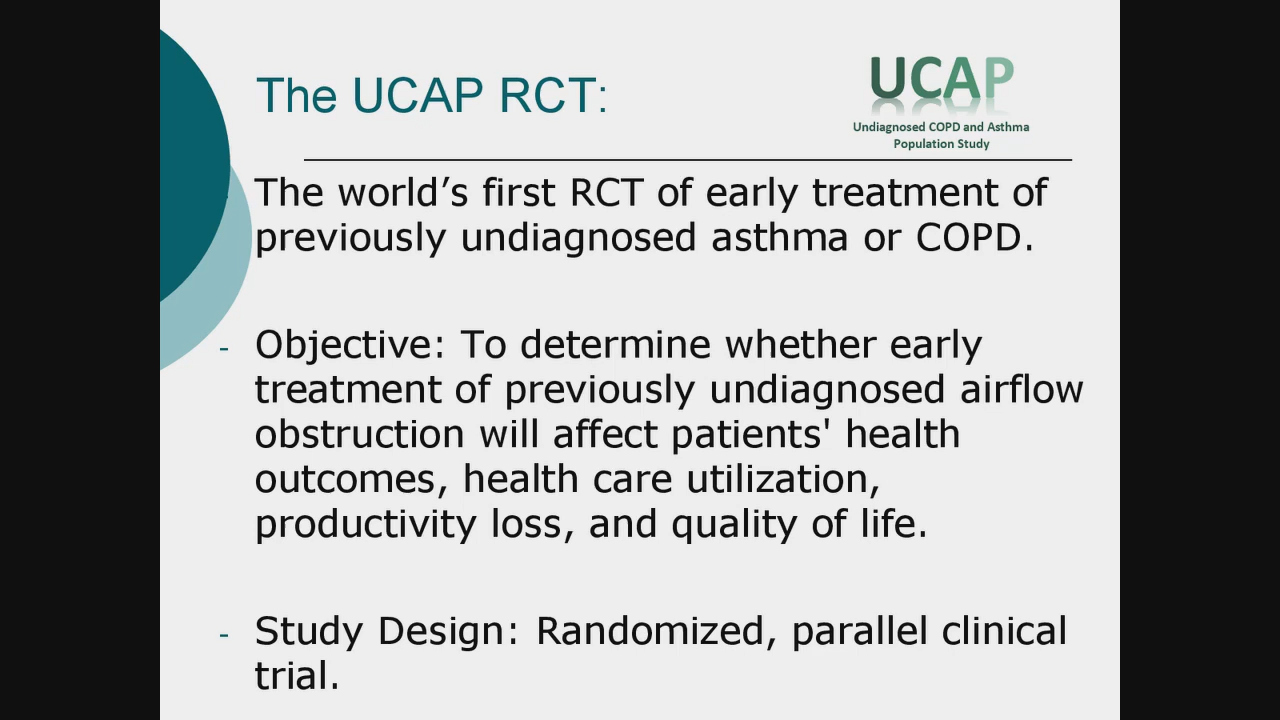 The UCAP RCT:
UCAP
Undiagnosed COPD and Asthma
Population Study
The world’s first RCT of early treatment of
previously undiagnosed asthma or COPD.
- Objective: To determine whether early
treatment of previously undiagnosed airflow
obstruction will affect patients' health
outcomes, health care utilization,
productivity loss, and quality of life.
- Study Design: Randomized, parallel clinical
trial.